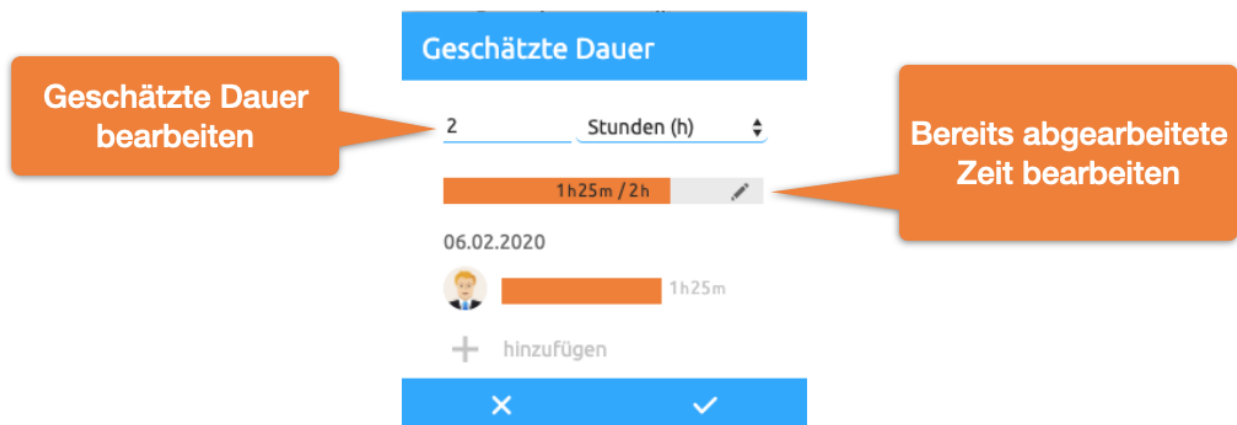 Geschätzte Dauer
Geschätzte Dauer
bearbeiten
2
Stunden (h)
Bereits abgearbeitete
Zeit bearbeiten
1h25m / 2h
06.02.2020
1h25m
hinzufügen